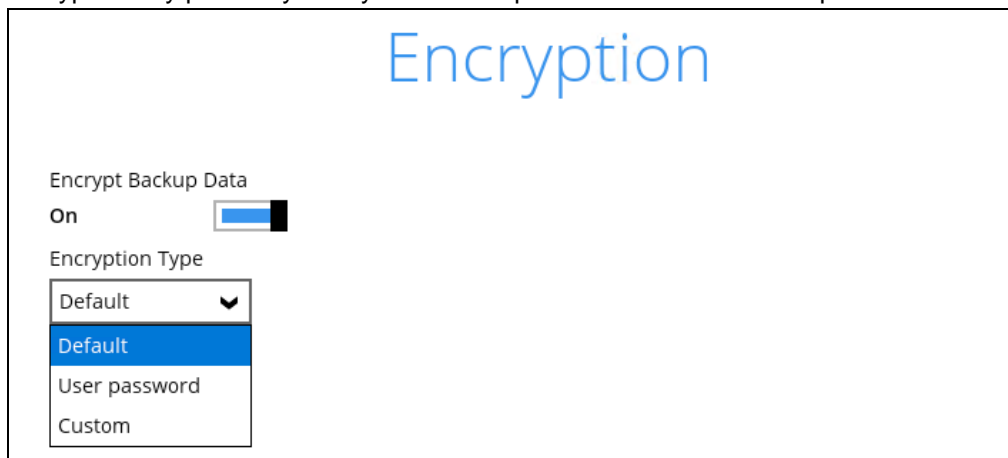 Encryption
Encrypt Backup Data
On
Encryption Type
Default
Default
User password
Custom